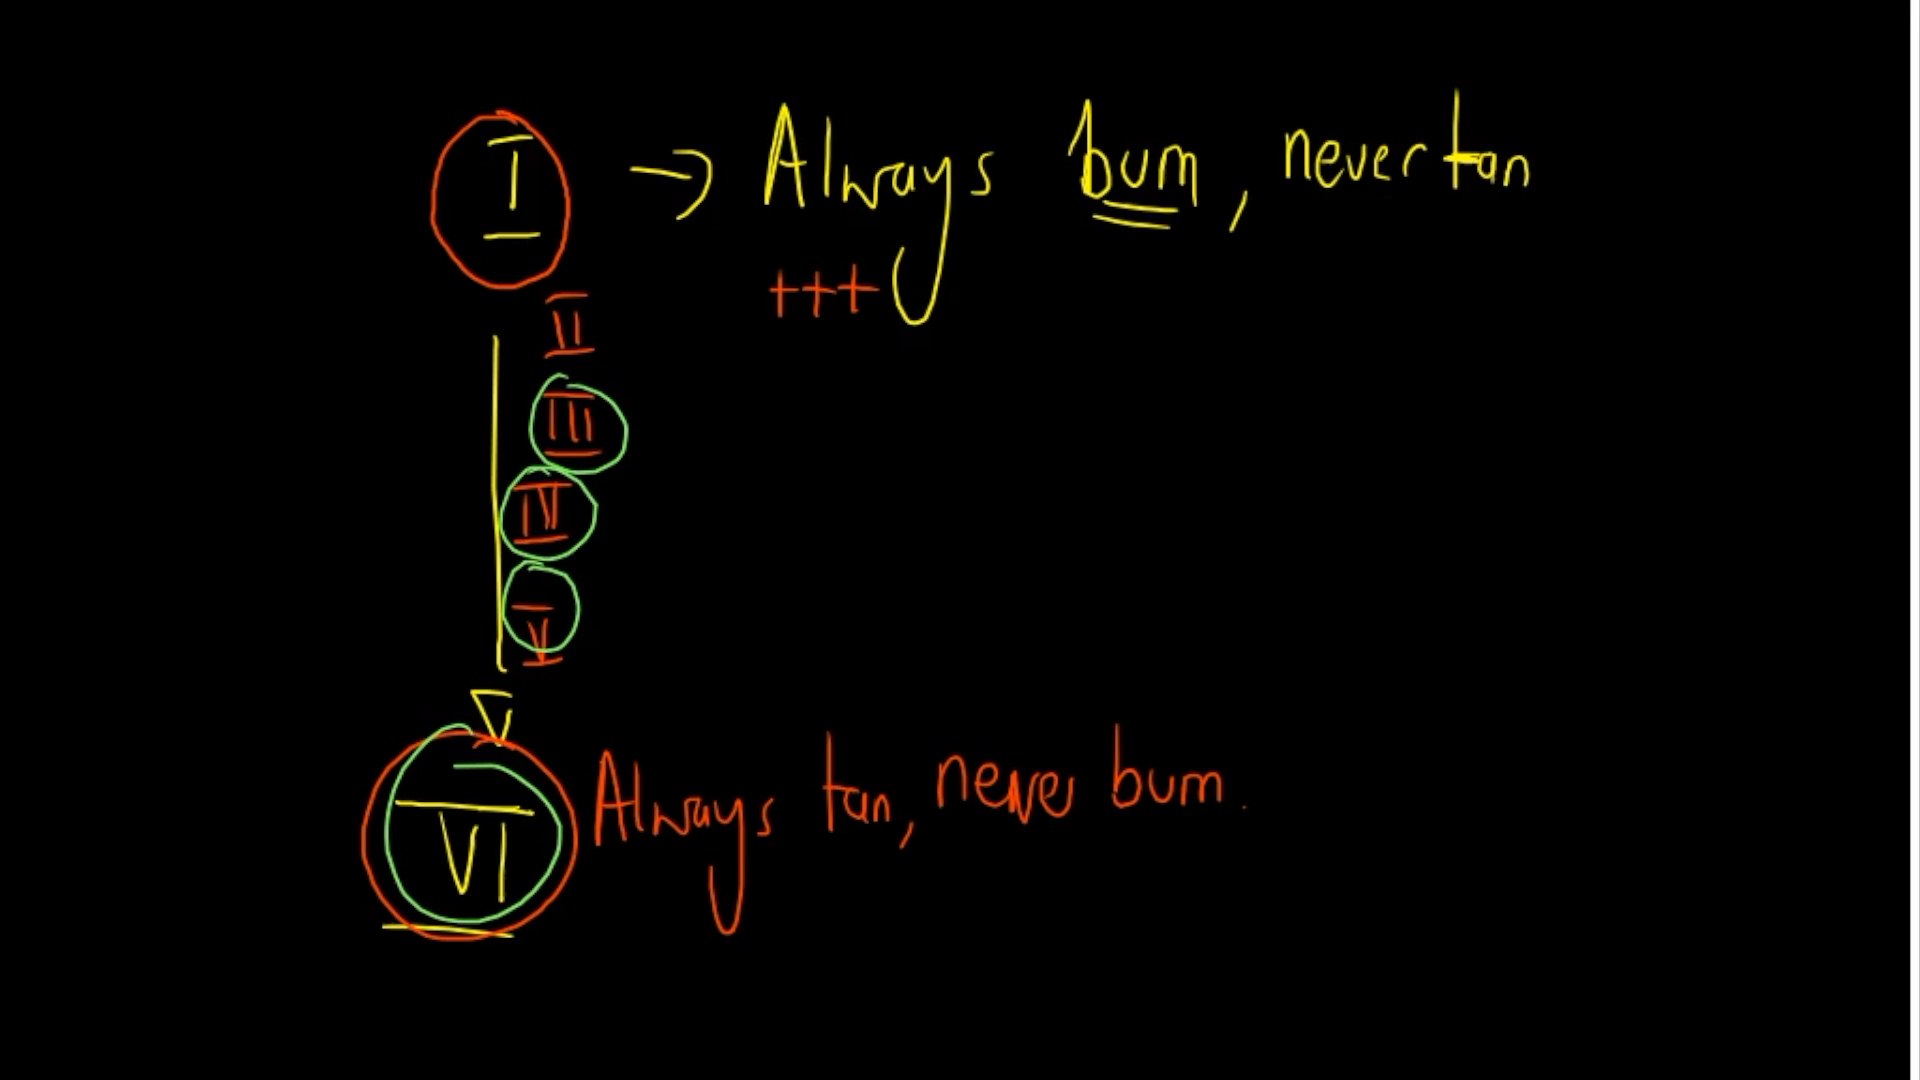 I → Always bum, never tan
+++
II
III
IV
V
VI Always tan, never bum.